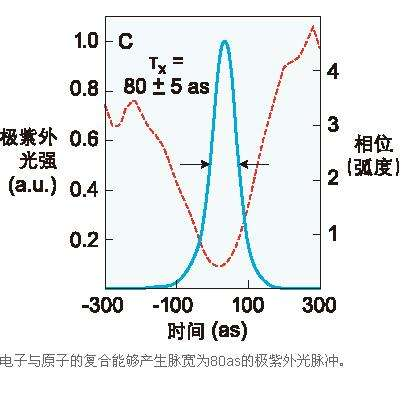 1.0
0.8
0.6
0.4
0.2
极紫外
光强
(a.u.)
C
τx =
80 ± 5 as
4
3
2
1
相位
(弧度)
-300
-100
100
300
时间 (as)
电子与原子的复合能够产生脉宽为80as的极紫外光脉冲。